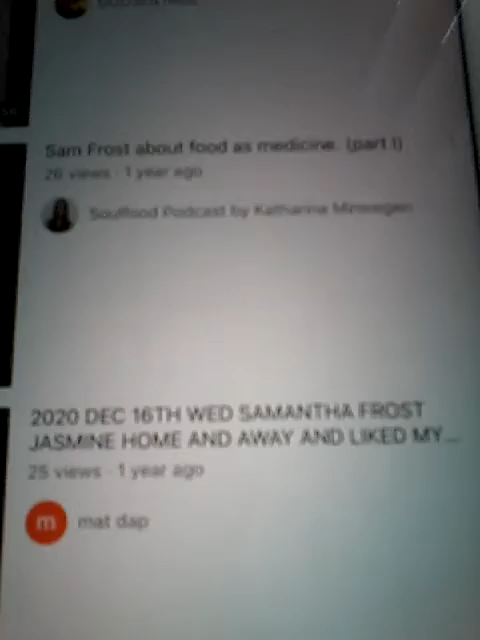 Sam Frost about food as medicine. (part I)
26 views · 1 year ago
Soulfood Podcast by Katharina
2020 DEC 16TH WED SAMANTHA FROST
JASMINE HOME AND AWAY AND LIKED MY...
25 views · 1 year ago
m
mat dap